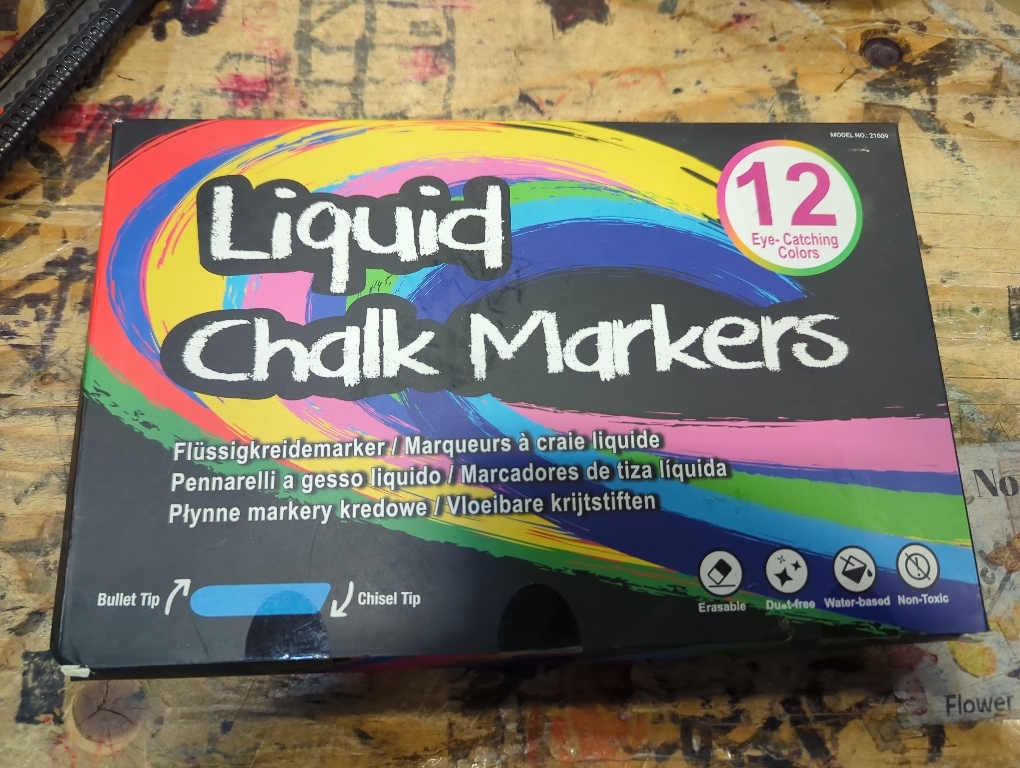 MODEL NO.: 21009
12
Eye- Catching
Colors
Liquid
Chalk Markers
Flüssigkreidemarker / Marqueurs à craie liquide
Pennarelli a gesso liquido / Marcadores de tiza líquida
Płynne markery kredowe / Vloeibare krijtstiften
Bullet Tip
Chisel Tip
Erasable
Dust-free
Water-based
Non-Toxic
No
Flower